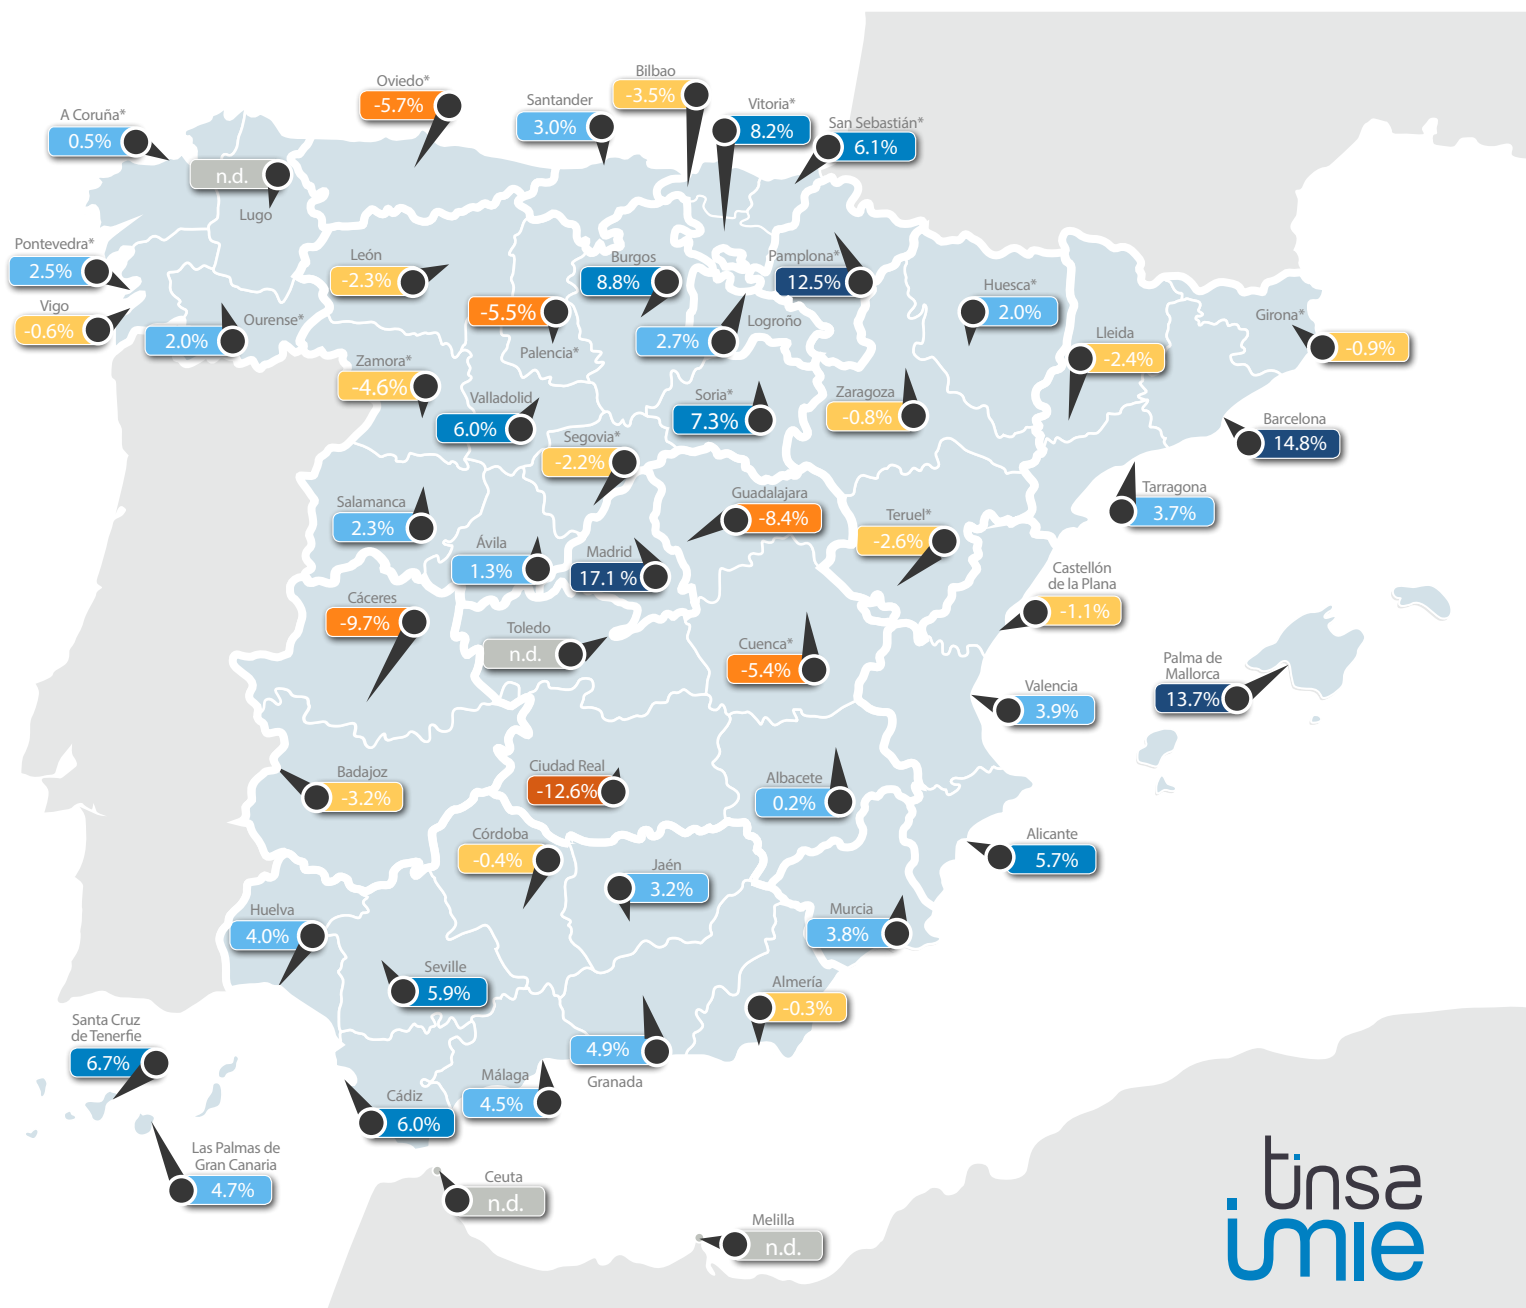 Oviedo*
-5.7%
Santander
3.0%
Bilbao
-3.5%
Vitoria*
8.2%
San Sebastián*
6.1%
A Coruña*
0.5%
n.d.
Lugo
Pontevedra*
2.5%
Vigo
-0.6%
Ourense*
2.0%
León
-2.3%
-5.5%
Palencia*
Burgos
8.8%
Logroño
2.7%
Pamplona*
12.5%
Huesca*
2.0%
Lleida
-2.4%
Girona*
-0.9%
Zamora*
-4.6%
Valladolid
6.0%
Segovia*
-2.2%
Soria*
7.3%
Zaragoza
-0.8%
Barcelona
14.8%
Tarragona
3.7%
Salamanca
2.3%
Ávila
1.3%
Madrid
17.1 %
Guadalajara
-8.4%
Teruel*
-2.6%
Castellón
de la Plana
-1.1%
Cáceres
-9.7%
Toledo
n.d.
Cuenca*
-5.4%
Valencia
3.9%
Palma de
Mallorca
13.7%
Badajoz
-3.2%
Ciudad Real
-12.6%
Albacete
0.2%
Alicante
5.7%
Córdoba
-0.4%
Jaén
3.2%
Murcia
3.8%
Huelva
4.0%
Seville
5.9%
Almería
-0.3%
Santa Cruz
de Tenerfie
6.7%
4.9%
Granada
Málaga
4.5%
Cádiz
6.0%
Las Palmas de
Gran Canaria
4.7%
Ceuta
n.d.
Melilla
n.d.
tinsa
imie